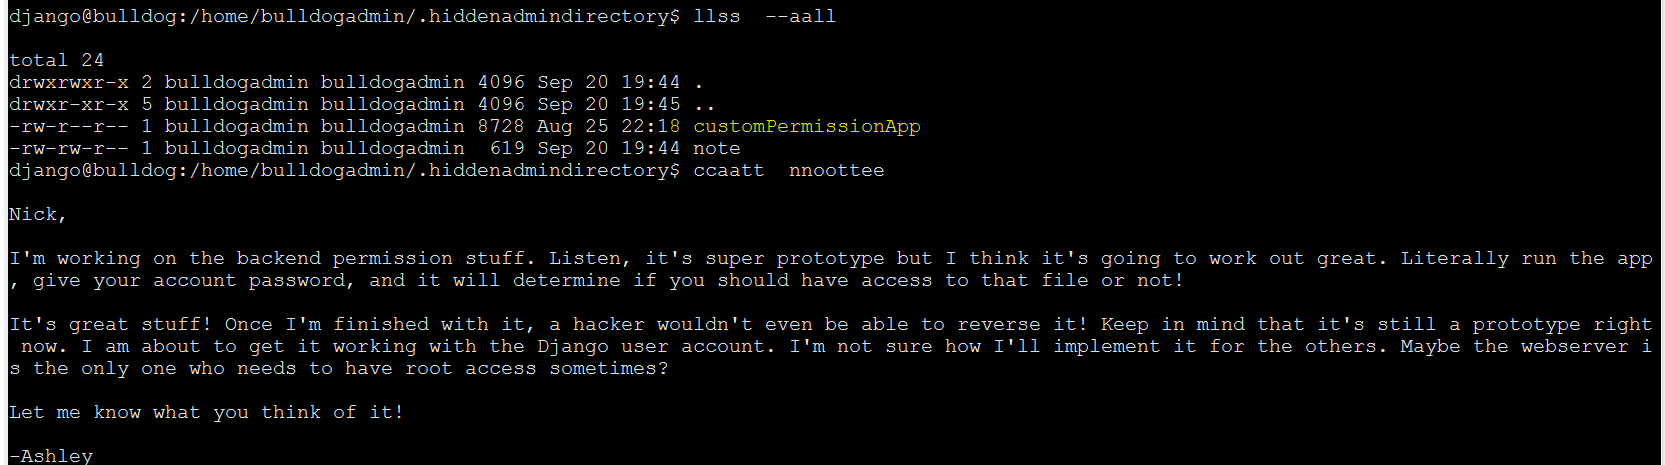 django@bulldog:/home/bulldogadmin/.hiddenadmindirectory$ llss  --aall
total 24
drwxrwxr-x 2 bulldogadmin bulldogadmin 4096 Sep 20 19:44 .
drwxr-xr-x 5 bulldogadmin bulldogadmin 4096 Sep 20 19:45 ..
-rw-r--r-- 1 bulldogadmin bulldogadmin 8728 Aug 25 22:18 customPermissionApp
-rw-rw-r-- 1 bulldogadmin bulldogadmin  619 Sep 20 19:44 note
django@bulldog:/home/bulldogadmin/.hiddenadmindirectory$ ccaatt  nnoottee
Nick,
I'm working on the backend permission stuff. Listen, it's super prototype but I think it's going to work out great. Literally run the app
, give your account password, and it will determine if you should have access to that file or not!
It's great stuff! Once I'm finished with it, a hacker wouldn't even be able to reverse it! Keep in mind that it's still a prototype right
 now. I am about to get it working with the Django user account. I'm not sure how I'll implement it for the others. Maybe the webserver i
s the only one who needs to have root access sometimes?
Let me know what you think of it!
-Ashley